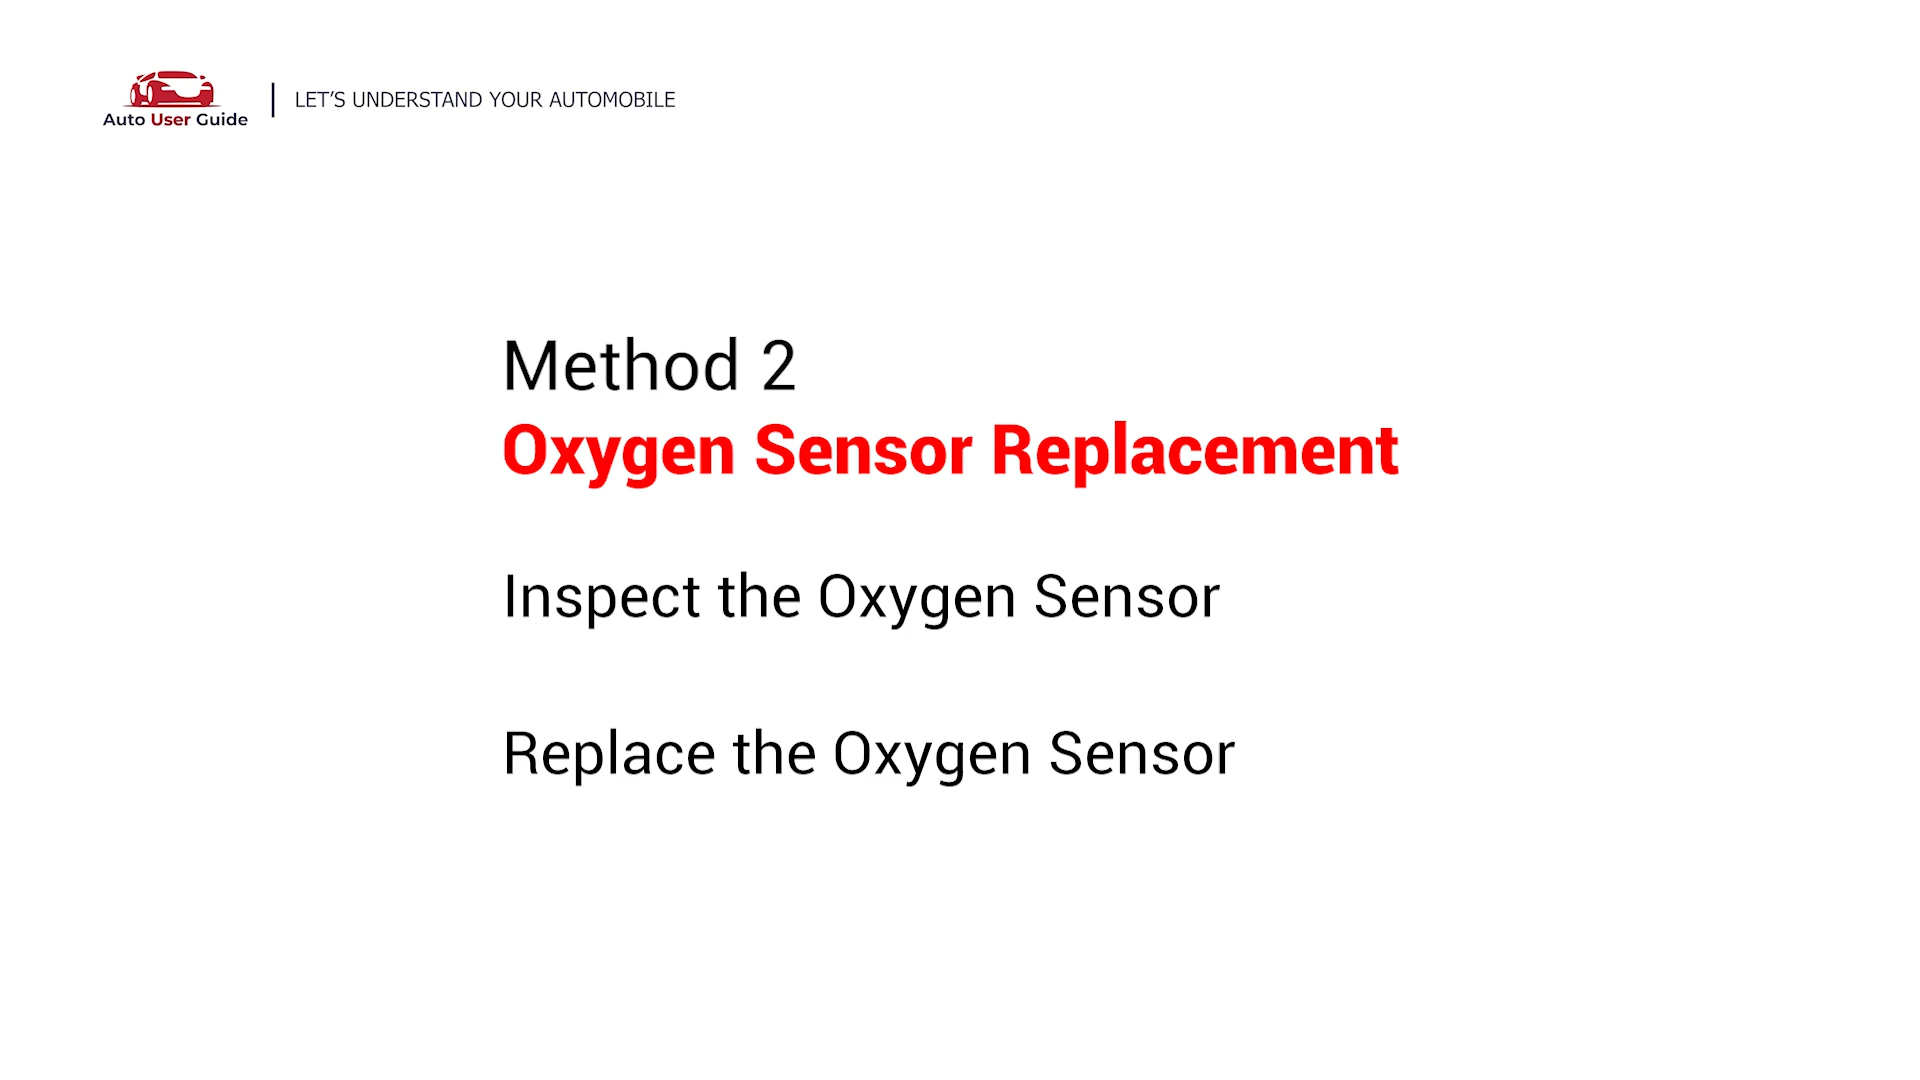 Auto User Guide
LET'S UNDERSTAND YOUR AUTOMOBILE
Method 2
Oxygen Sensor Replacement
Inspect the Oxygen Sensor
Replace the Oxygen Sensor